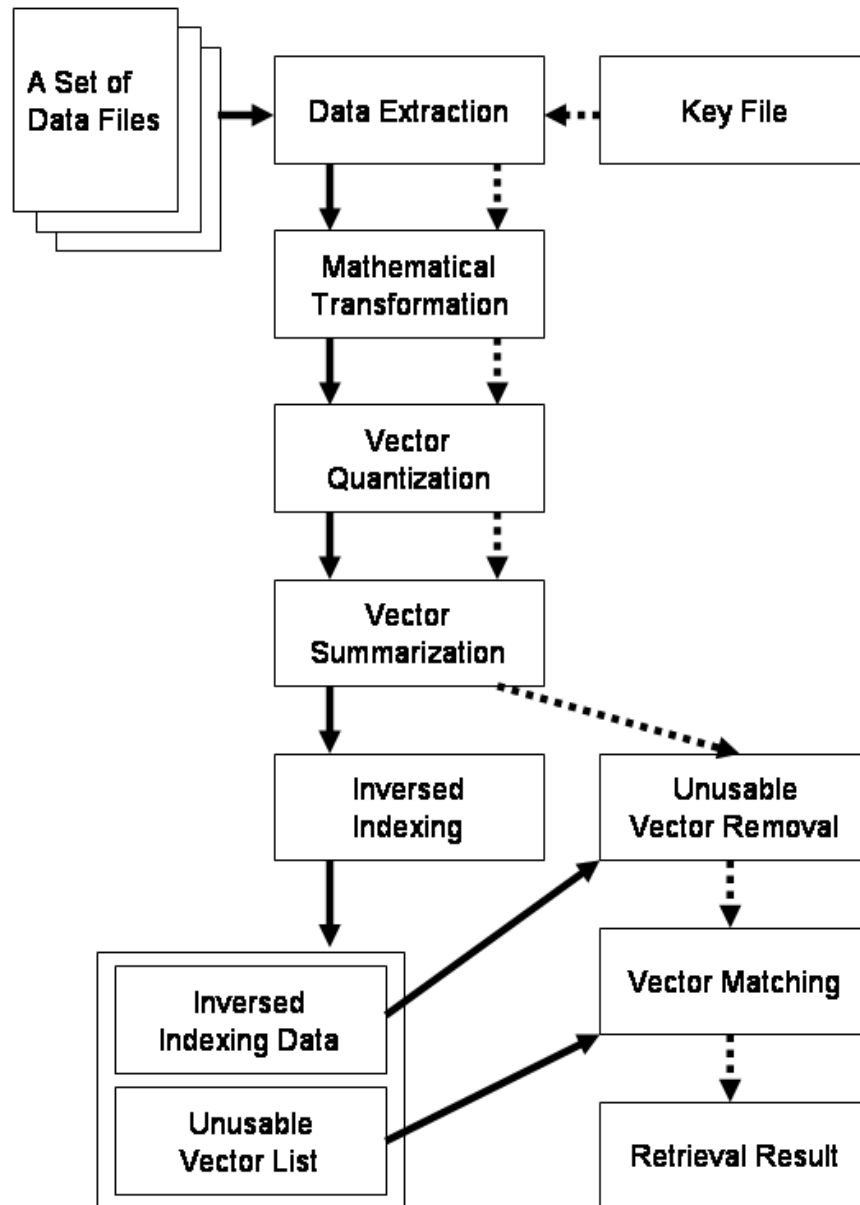 A Set of
Data Files
Data Extraction
Key File
Mathematical
Transformation
Vector
Quantization
Vector
Summarization
Inversed
Indexing
Unusable
Vector Removal
Inversed
Indexing Data
Vector Matching
Unusable
Vector List
Retrieval Result